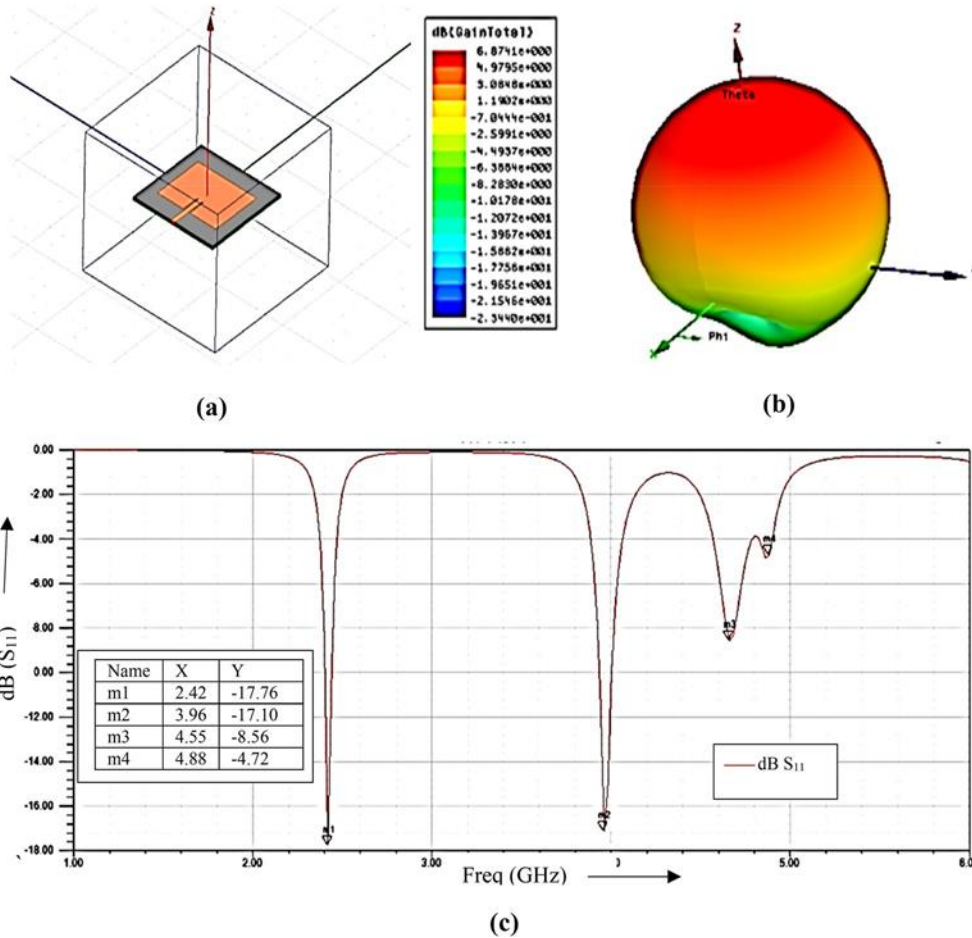 z
dB(GainTotal)
6.8741e+000
4.9795e+000
3.0848e+000
1.1902e+000
-7.0444e-001
-2.5991e+000
-4.4937e+000
-6.3884e+000
-8.2830e+000
-1.0178e+001
-1.2072e+001
-1.3967e+001
-1.5862e+001
-1.7756e+001
-1.9651e+001
-2.1546e+001
-2.3440e+001
Z
Theta
Phi
X
(a)
(b)
0.00
-2.00
-4.00
-6.00
8.00
0.00
-12.00
-14.00
-16.00
-18.00
dB (S₁₁)
Name X Y
m1 2.42 -17.76
m2 3.96 -17.10
m3 4.55 -8.56
m4 4.88 -4.72
m3
m4
dB S₁₁
1.00 2.00 3.00 0 5.00 6.0
Freq (GHz)
(c)